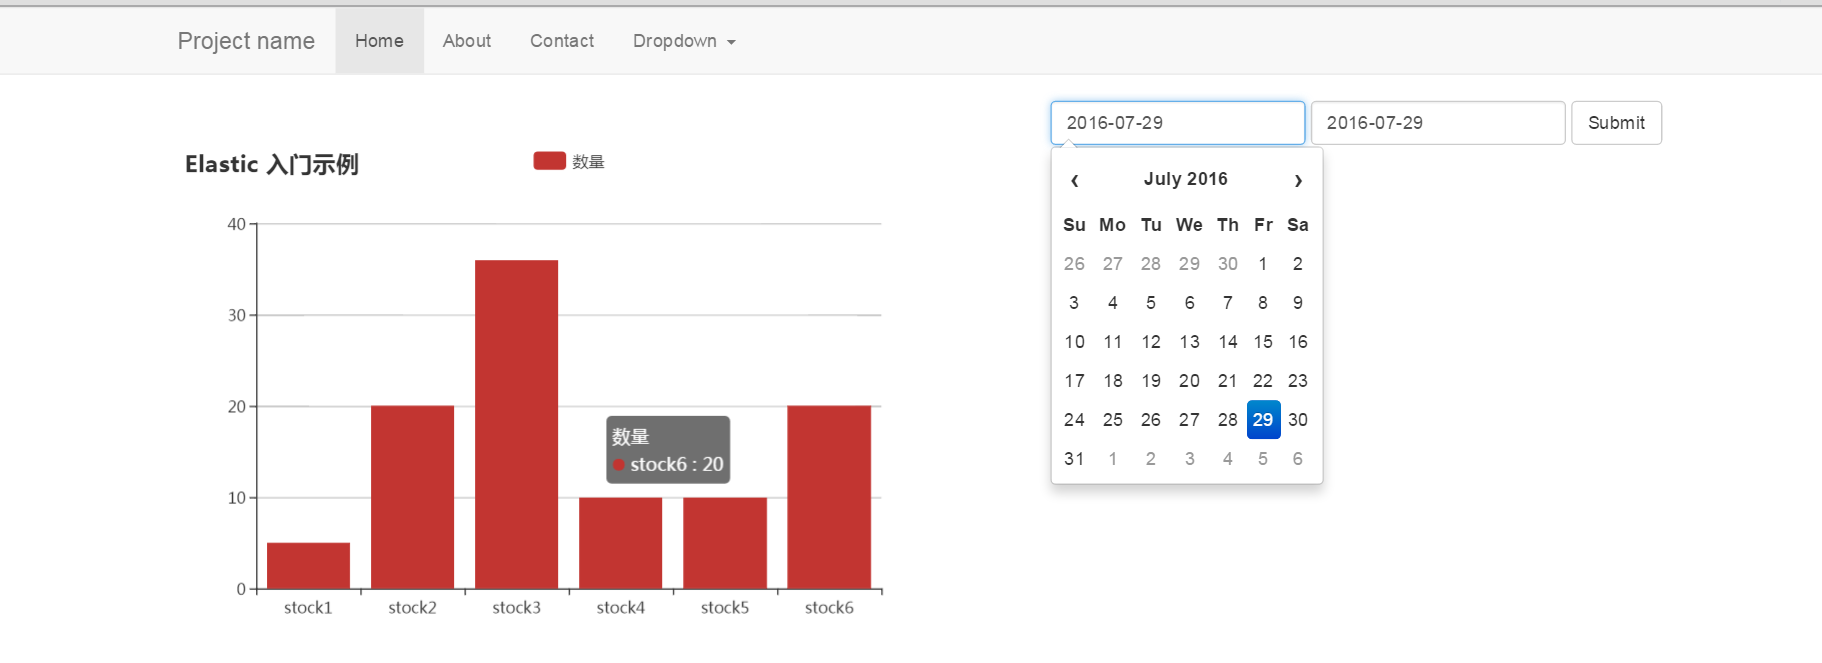 Project name Home About Contact Dropdown
2016-07-29 2016-07-29 Submit
Elastic 入门示例
数量
40
30
20
10
0
数量
stock6 : 20
stock1 stock2 stock3 stock4 stock5 stock6
‹ July 2016 ›
Su Mo Tu We Th Fr Sa
26 27 28 29 30 1 2
3 4 5 6 7 8 9
10 11 12 13 14 15 16
17 18 19 20 21 22 23
24 25 26 27 28 29 30
31 1 2 3 4 5 6